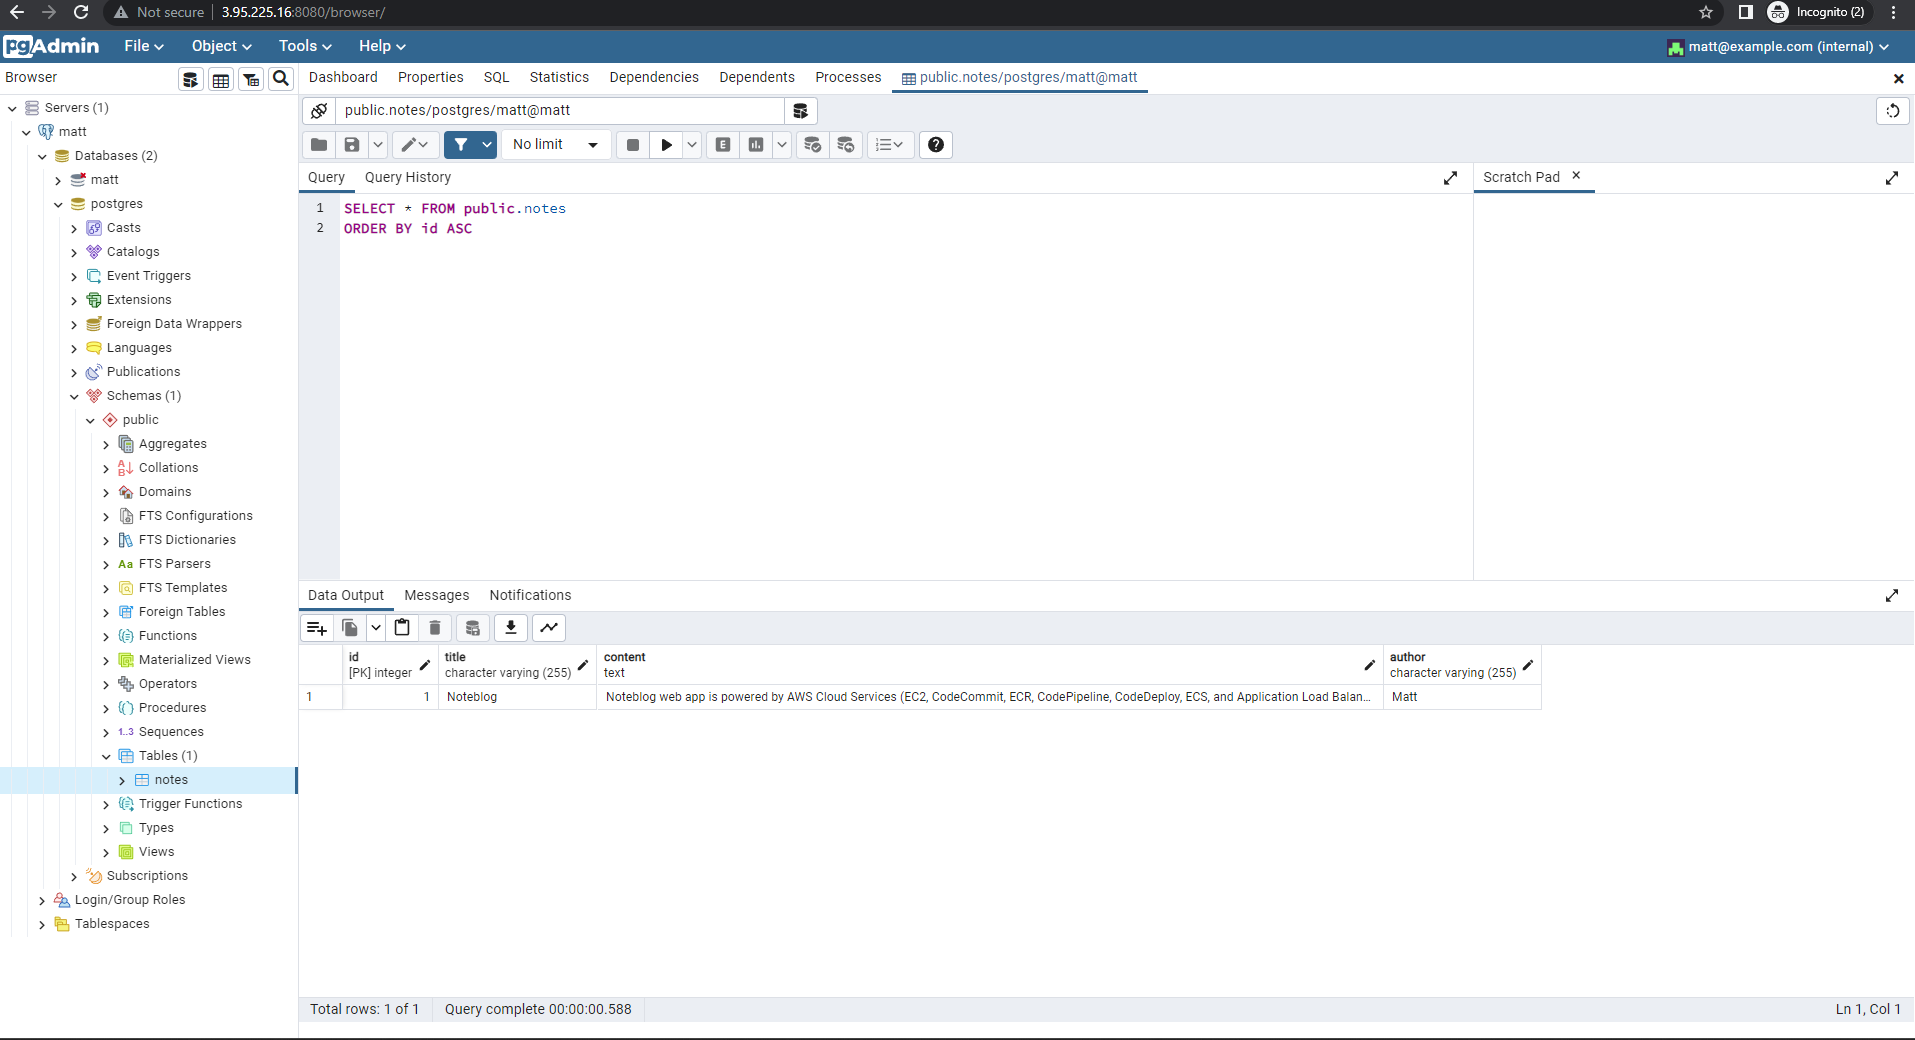 Not secure 3.95.225.16:8080/browser/ Incognito (2)
pgAdmin File Object Tools Help matt@example.com (internal)
Browser
Dashboard Properties SQL Statistics Dependencies Dependents Processes public.notes/postgres/matt@matt
public.notes/postgres/matt@matt
No limit
Query Query History
Scratch Pad
1 SELECT * FROM public.notes
2 ORDER BY id ASC
Servers (1)
matt
Databases (2)
matt
postgres
Casts
Catalogs
Event Triggers
Extensions
Foreign Data Wrappers
Languages
Publications
Schemas (1)
public
Aggregates
Collations
Domains
FTS Configurations
FTS Dictionaries
Aa FTS Parsers
FTS Templates
Foreign Tables
Functions
Materialized Views
Operators
Procedures
1..3 Sequences
Tables (1)
notes
Trigger Functions
Types
Views
Subscriptions
Login/Group Roles
Tablespaces
Data Output Messages Notifications
id title content author
[PK] integer character varying (255) text character varying (255)
1 1 Noteblog Noteblog web app is powered by AWS Cloud Services (EC2, CodeCommit, ECR, CodePipeline, CodeDeploy, ECS, and Application Load Balan... Matt
Total rows: 1 of 1 Query complete 00:00:00.588 Ln 1, Col 1